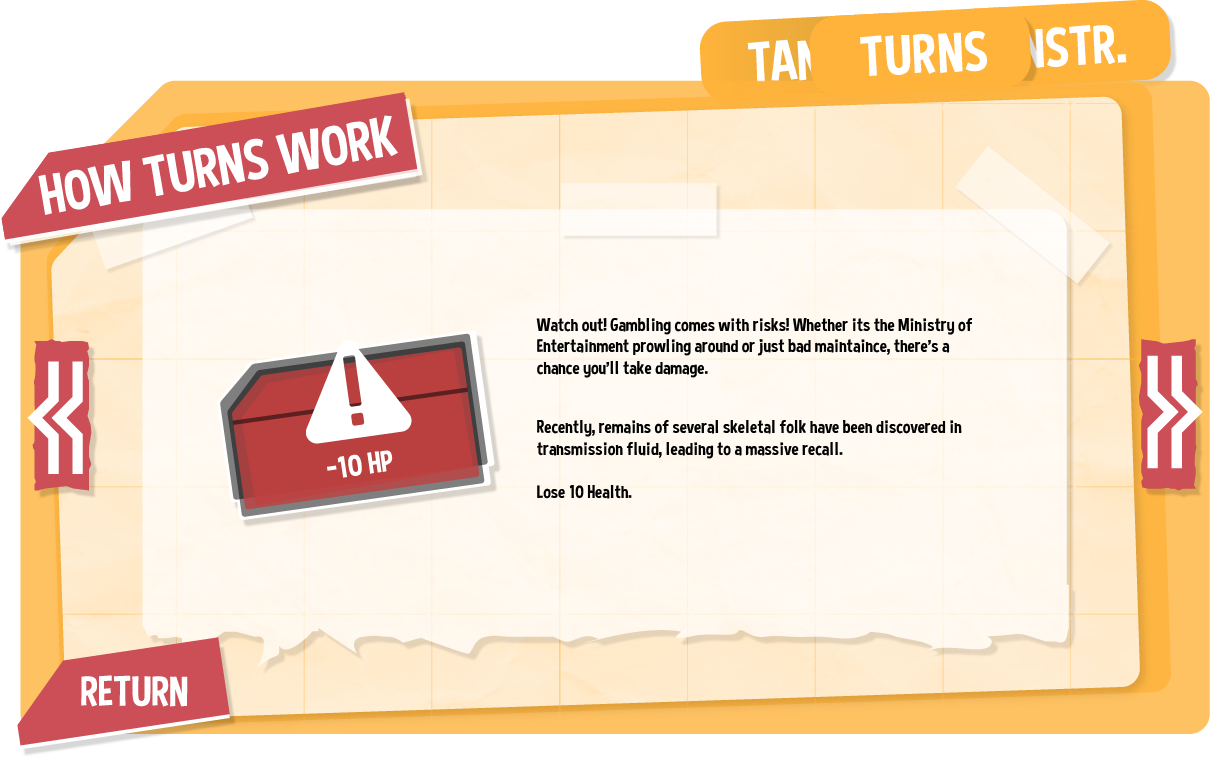 TURNS
HOW TURNS WORK
Watch out! Gambling comes with risks! Whether its the Ministry of
Entertainment prowling around or just bad maintaince, there's a
chance you'll take damage.
Recently, remains of several skeletal folk have been discovered in
transmission fluid, leading to a massive recall.
Lose 10 Health.
-10 HP
RETURN